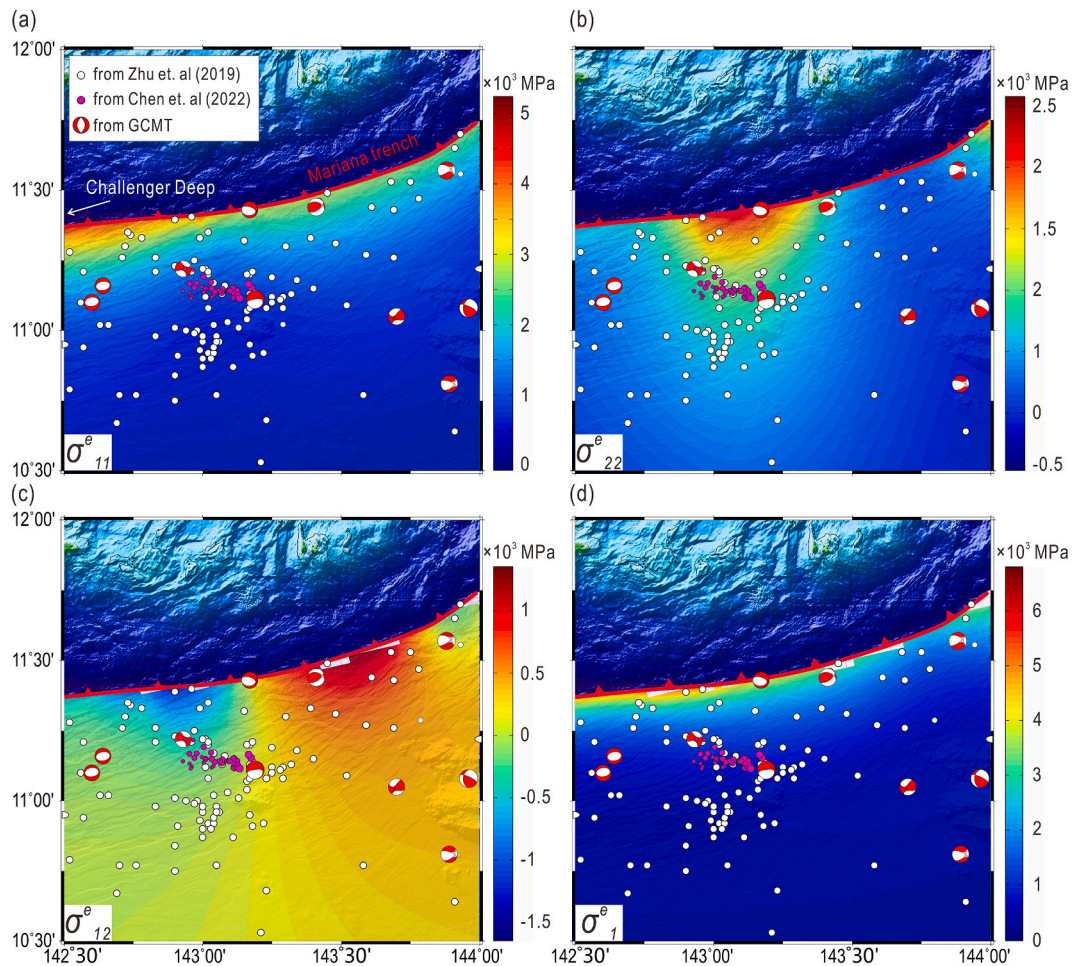 (a)
12°00'
11°30'
11°00'
10°30'
from Zhu et. al (2019)
from Chen et. al (2022)
from GCMT
Challenger Deep
Mariana trench
σᵉ₁₁
×10³ MPa
5
4
3
2
1
0
(b)
σᵉ₂₂
×10³ MPa
2.5
2
1
0
-0.5
(c)
12°00'
11°30'
11°00'
10°30'
142°30'
143°00'
143°30'
144°00'
σᵉ₁₂
×10³ MPa
1
0.5
0
-0.5
-1
-1.5
(d)
142°30'
143°00'
143°30'
144°00'
σᵉ₁
×10³ MPa
6
5
4
3
2
1
0